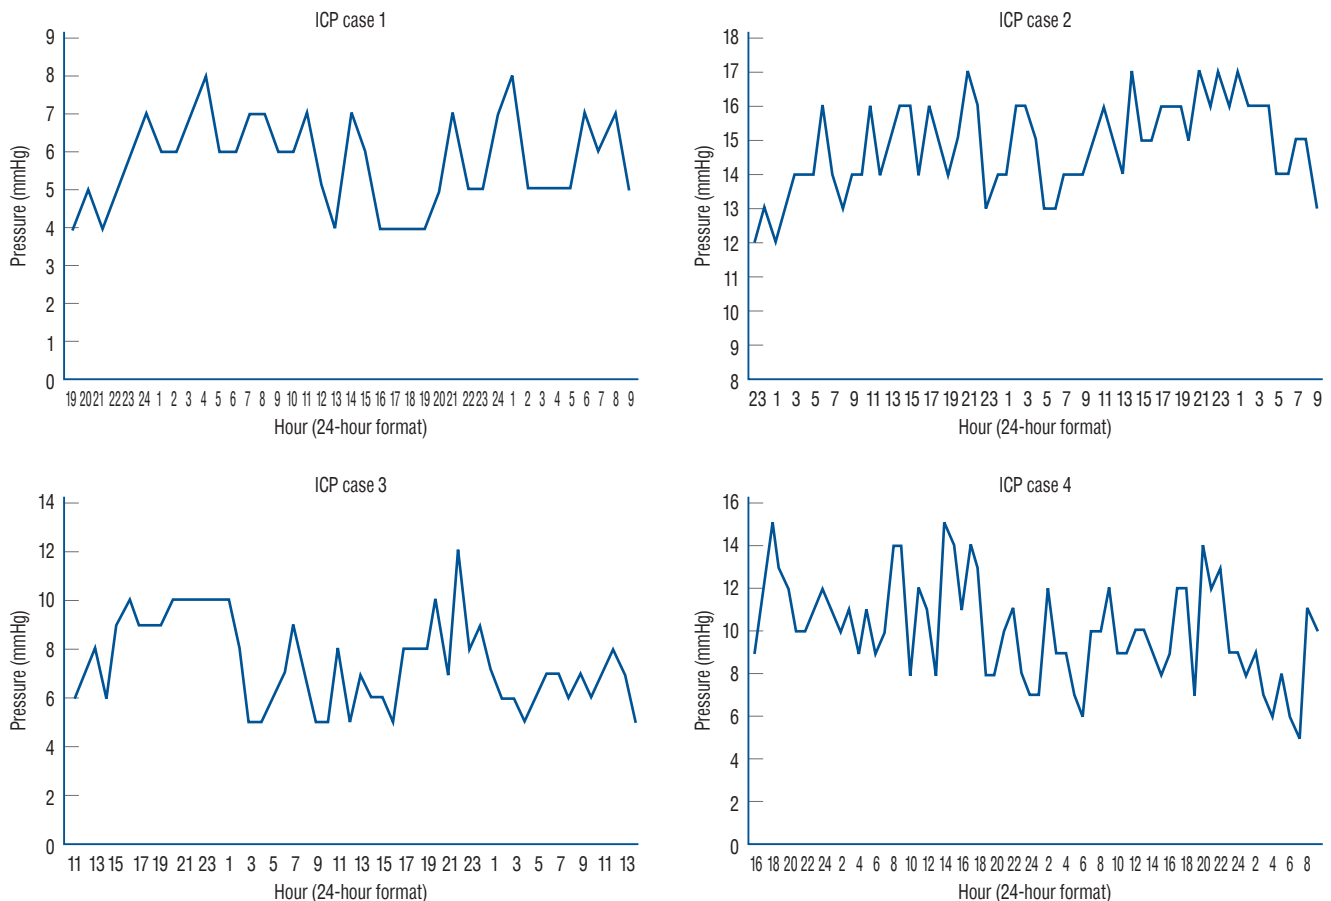 ICP case 1
9
8
7
6
5
4
3
2
1
0
Pressure (mmHg)
19 20 21 22 23 24 1 2 3 4 5 6 7 8 9 10 11 12 13 14 15 16 17 18 19 20 21 22 23 24 1 2 3 4 5 6 7 8 9
Hour (24-hour format)
ICP case 2
18
17
16
15
14
13
12
11
10
9
8
Pressure (mmHg)
23 1 3 5 7 9 11 13 15 17 19 21 23 1 3 5 7 9 11 13 15 17 19 21 23 1 3 5 7 9
Hour (24-hour format)
ICP case 3
14
12
10
8
6
4
2
0
Pressure (mmHg)
11 13 15 17 19 21 23 1 3 5 7 9 11 13 15 17 19 21 23 1 3 5 7 9 11 13
Hour (24-hour format)
ICP case 4
16
14
12
10
8
6
4
2
0
Pressure (mmHg)
16 18 20 22 24 2 4 6 8 10 12 14 16 18 20 22 24 2 4 6 8 10 12 14 16 18 20 22 24 2 4 6 8
Hour (24-hour format)